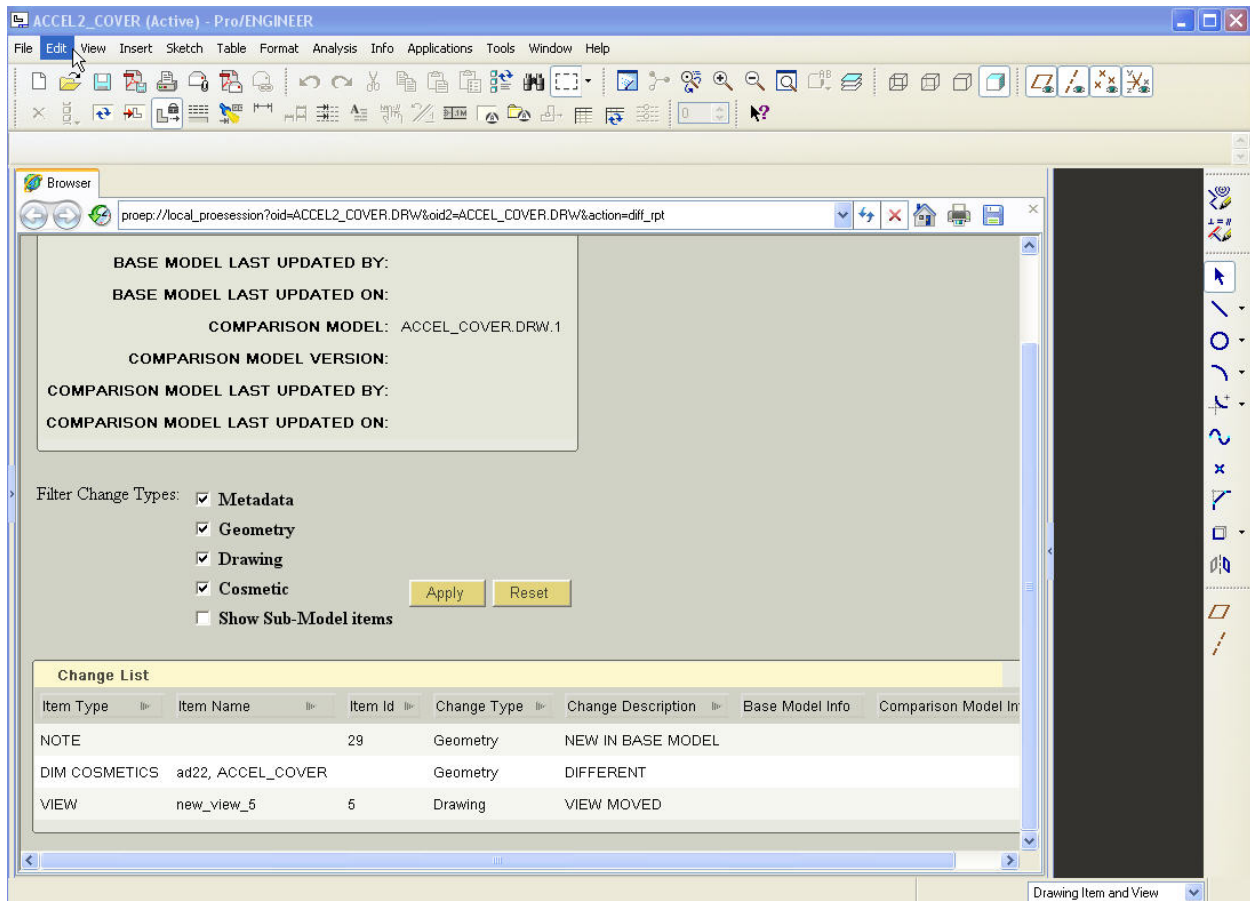 ACCEL2_COVER (Active) - Pro/ENGINEER
File Edit View Insert Sketch Table Format Analysis Info Applications Tools Window Help
0
Browser
proep://local_proesession?oid=ACCEL2_COVER.DRW&oid2=ACCEL_COVER.DRW&action=diff_rpt
BASE MODEL LAST UPDATED BY:
BASE MODEL LAST UPDATED ON:
COMPARISON MODEL: ACCEL_COVER.DRW.1
COMPARISON MODEL VERSION:
COMPARISON MODEL LAST UPDATED BY:
COMPARISON MODEL LAST UPDATED ON:
Filter Change Types: Metadata
Geometry
Drawing
Cosmetic
Apply Reset
Show Sub-Model items
Change List
Item Type Item Name Item Id Change Type Change Description Base Model Info Comparison Model In
NOTE 29 Geometry NEW IN BASE MODEL
DIM COSMETICS ad22, ACCEL_COVER Geometry DIFFERENT
VIEW new_view_5 5 Drawing VIEW MOVED
Drawing Item and View